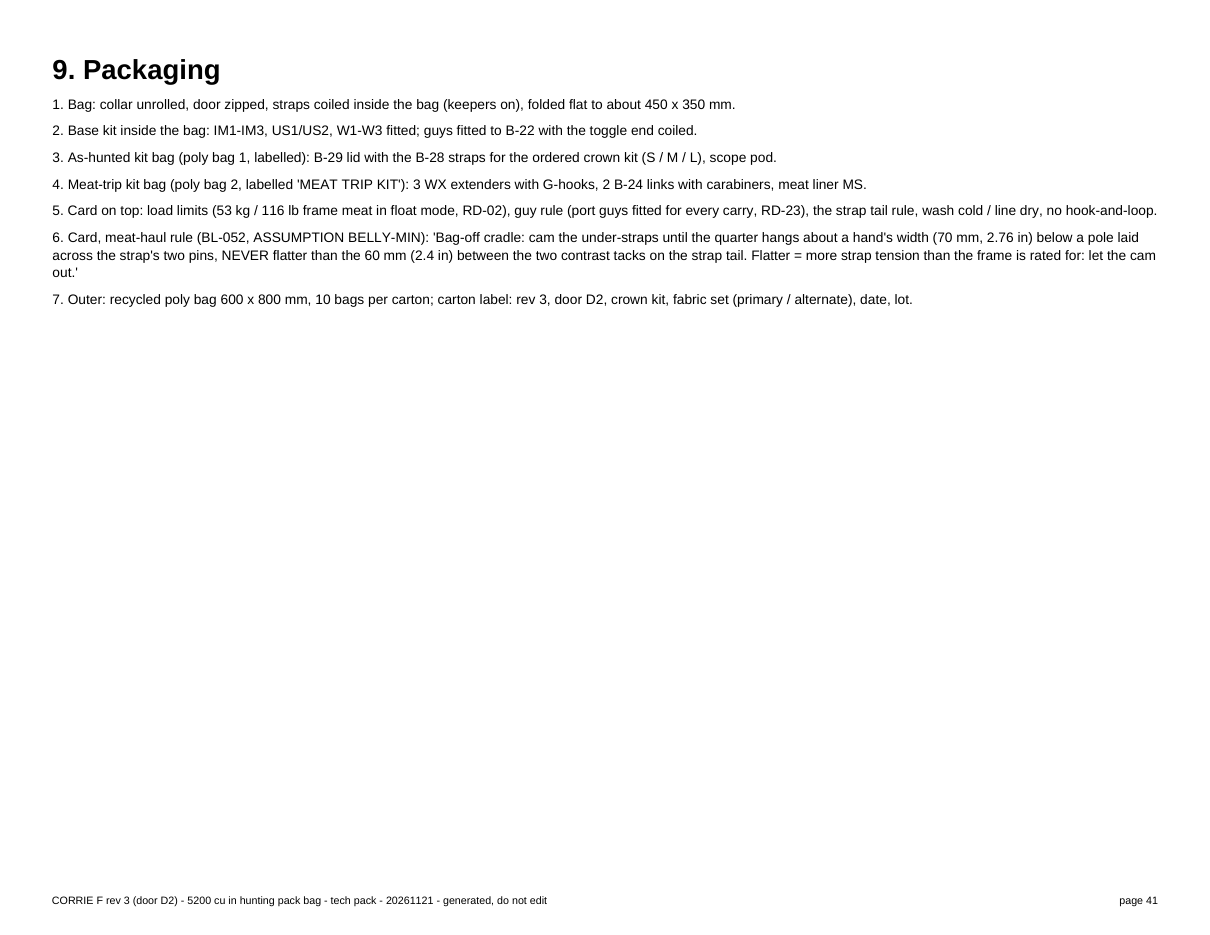 9. Packaging
1. Bag: collar unrolled, door zipped, straps coiled inside the bag (keepers on), folded flat to about 450 x 350 mm.
2. Base kit inside the bag: IM1-IM3, US1/US2, W1-W3 fitted; guys fitted to B-22 with the toggle end coiled.
3. As-hunted kit bag (poly bag 1, labelled): B-29 lid with the B-28 straps for the ordered crown kit (S / M / L), scope pod.
4. Meat-trip kit bag (poly bag 2, labelled 'MEAT TRIP KIT'): 3 WX extenders with G-hooks, 2 B-24 links with carabiners, meat liner MS.
5. Card on top: load limits (53 kg / 116 lb frame meat in float mode, RD-02), guy rule (port guys fitted for every carry, RD-23), the strap tail rule, wash cold / line dry, no hook-and-loop.
6. Card, meat-haul rule (BL-052, ASSUMPTION BELLY-MIN): 'Bag-off cradle: cam the under-straps until the quarter hangs about a hand's width (70 mm, 2.76 in) below a pole laid
across the strap's two pins, NEVER flatter than the 60 mm (2.4 in) between the two contrast tacks on the strap tail. Flatter = more strap tension than the frame is rated for: let the cam
out.'
7. Outer: recycled poly bag 600 x 800 mm, 10 bags per carton; carton label: rev 3, door D2, crown kit, fabric set (primary / alternate), date, lot.
CORRIE F rev 3 (door D2) - 5200 cu in hunting pack bag - tech pack - 20261121 - generated, do not edit
page 41